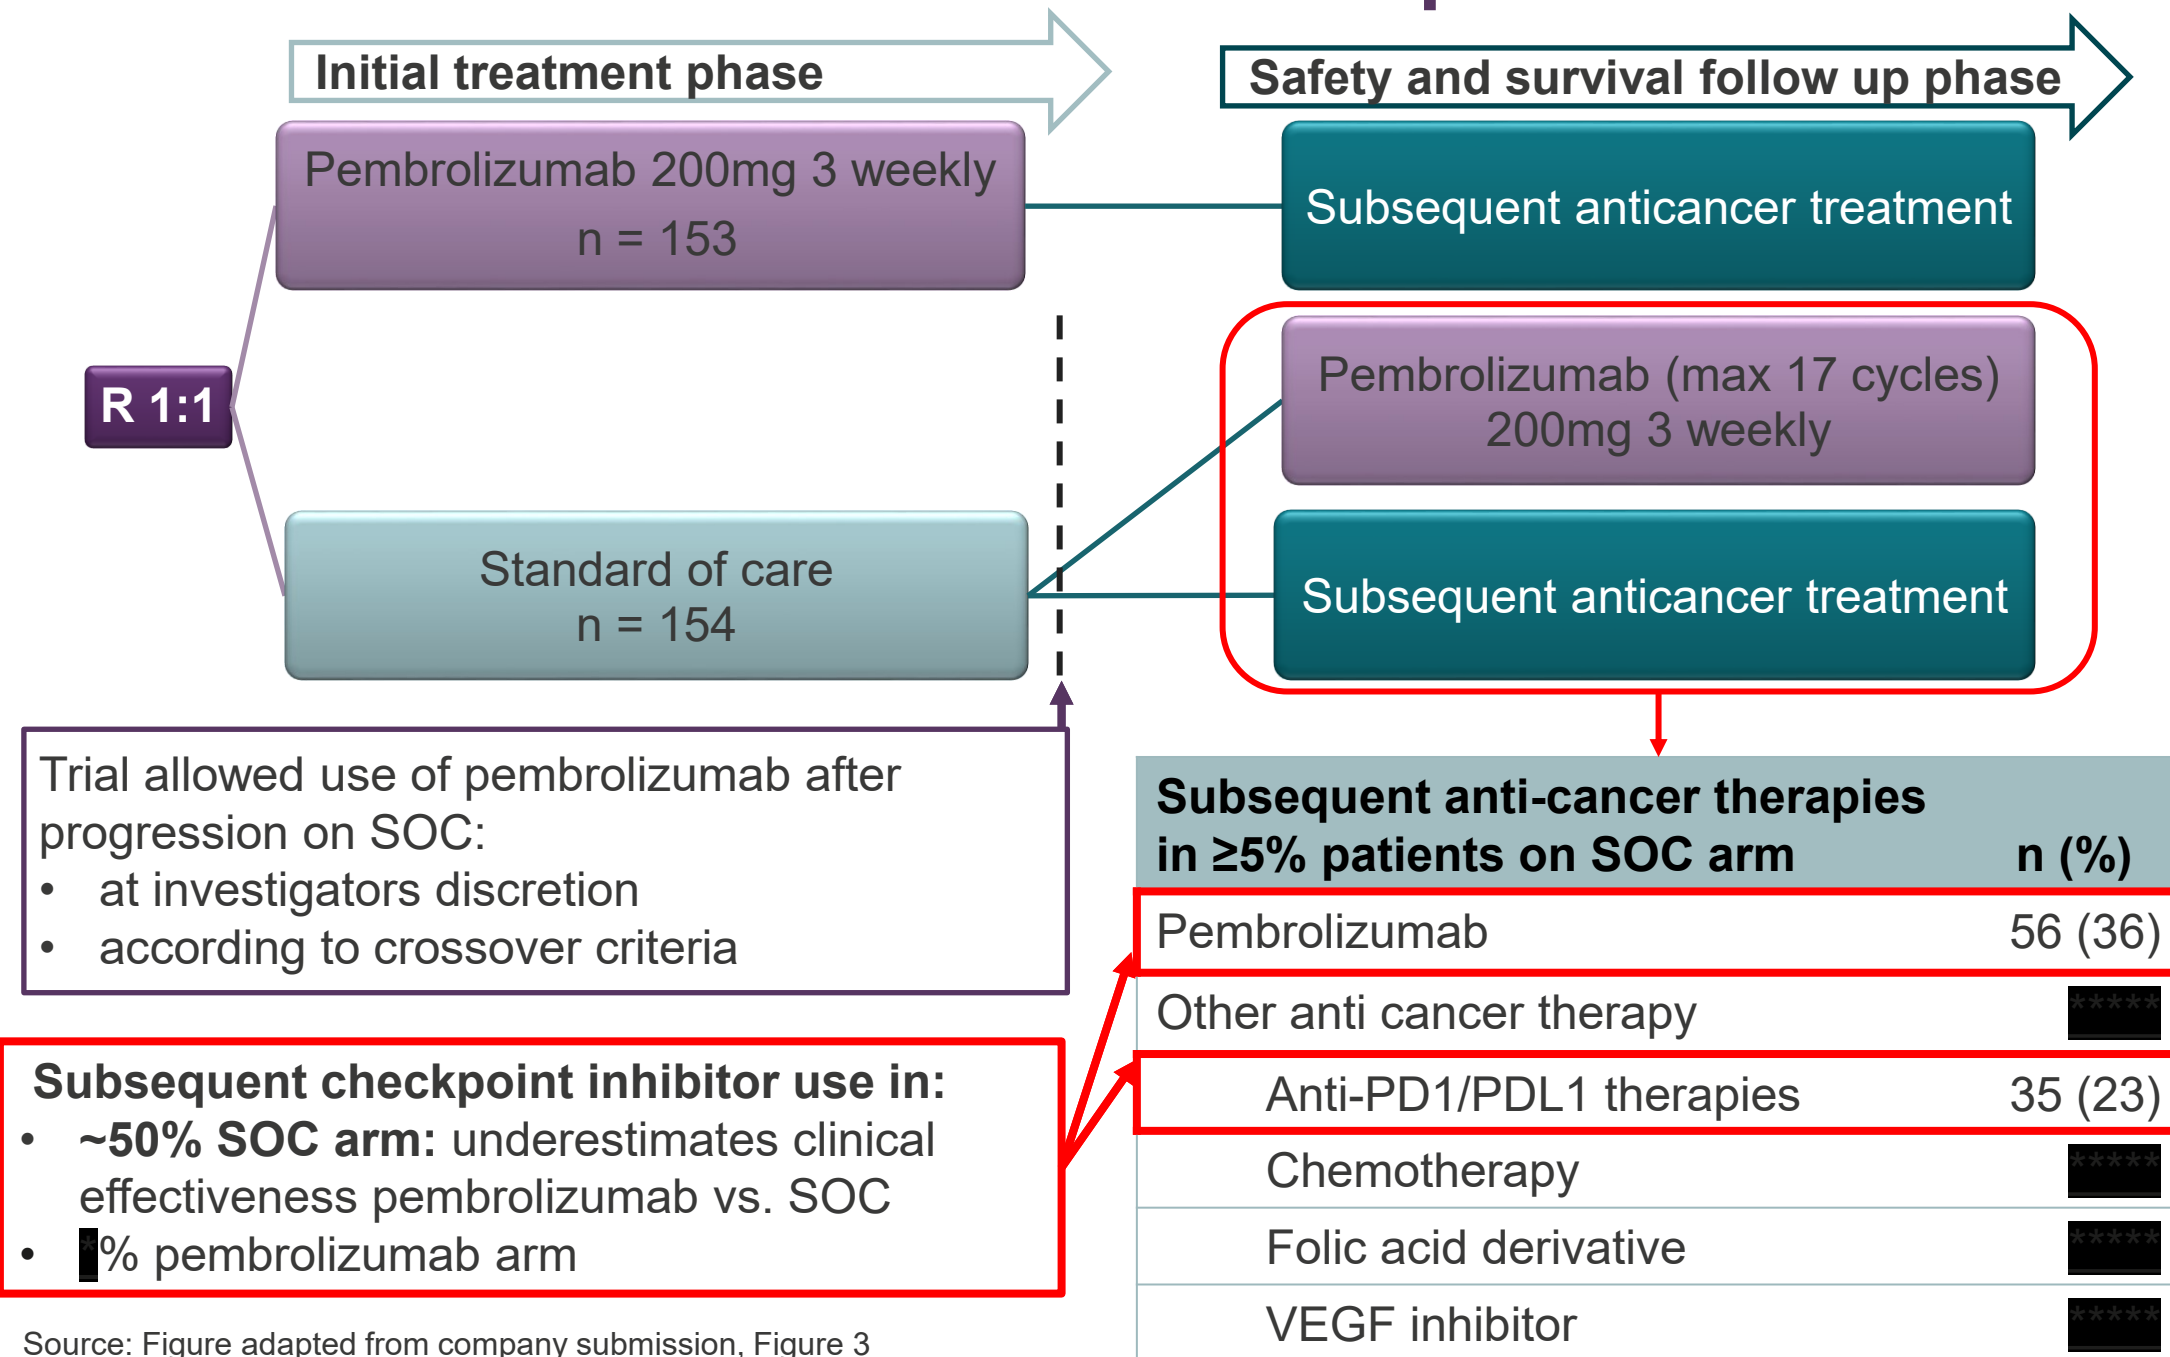 Initial treatment phase
Safety and survival follow up phase
Pembrolizumab 200mg 3 weekly
n = 153
Subsequent anticancer treatment
R 1:1
Pembrolizumab (max 17 cycles)
200mg 3 weekly
Standard of care
n = 154
Subsequent anticancer treatment
Trial allowed use of pembrolizumab after
progression on SOC:
• at investigators discretion
• according to crossover criteria
Subsequent checkpoint inhibitor use in:
• ~50% SOC arm: underestimates clinical
effectiveness pembrolizumab vs. SOC
• *% pembrolizumab arm
Subsequent anti-cancer therapies
in ≥5% patients on SOC arm n (%)
Pembrolizumab 56 (36)
Other anti cancer therapy *****
Anti-PD1/PDL1 therapies 35 (23)
Chemotherapy *****
Folic acid derivative *****
VEGF inhibitor *****
Source: Figure adapted from company submission, Figure 3